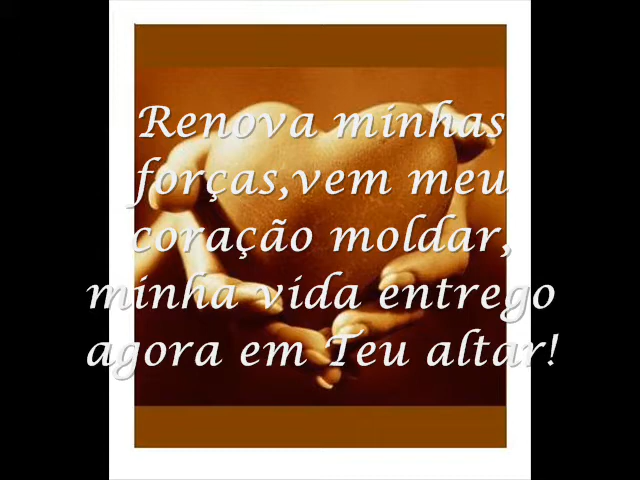 Renova minhas
forças,vem meu
coração moldar,
minha vida entrego
agora em Teu altar!